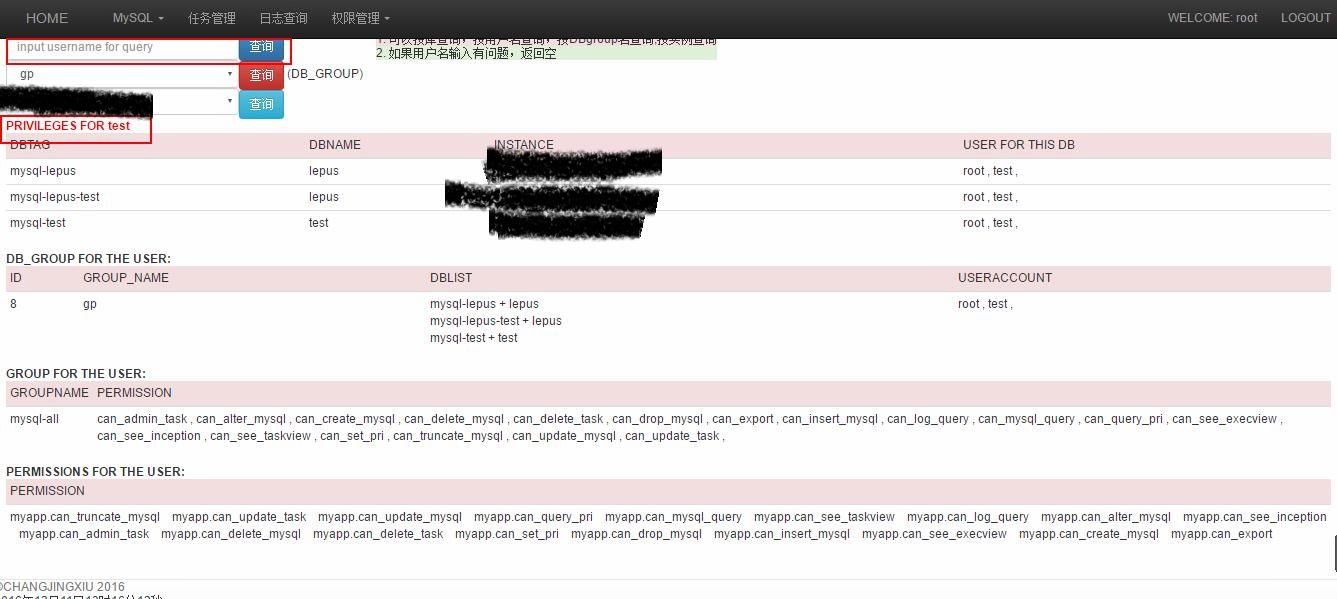 HOME MySQL 任务管理 日志查询 权限管理 WELCOME: root LOGOUT
input username for query 查询
1. 可以按库查询，按用户名查询，按DBgroup名查询,按实例查询
2. 如果用户名输入有问题，返回空
gp 查询 (DB_GROUP)
查询
PRIVILEGES FOR test
DBTAG DBNAME INSTANCE USER FOR THIS DB
mysql-lepus lepus root , test ,
mysql-lepus-test lepus root , test ,
mysql-test test root , test ,
DB_GROUP FOR THE USER:
ID GROUP_NAME DBLIST USERACCOUNT
8 gp mysql-lepus + lepus root , test ,
mysql-lepus-test + lepus
mysql-test + test
GROUP FOR THE USER:
GROUPNAME PERMISSION
mysql-all can_admin_task , can_alter_mysql , can_create_mysql , can_delete_mysql , can_delete_task , can_drop_mysql , can_export , can_insert_mysql , can_log_query , can_mysql_query , can_query_pri , can_see_execview ,
can_see_inception , can_see_taskview , can_set_pri , can_truncate_mysql , can_update_mysql , can_update_task ,
PERMISSIONS FOR THE USER:
PERMISSION
myapp.can_truncate_mysql myapp.can_update_task myapp.can_update_mysql myapp.can_query_pri myapp.can_mysql_query myapp.can_see_taskview myapp.can_log_query myapp.can_alter_mysql myapp.can_see_inception
myapp.can_admin_task myapp.can_delete_mysql myapp.can_delete_task myapp.can_set_pri myapp.can_drop_mysql myapp.can_insert_mysql myapp.can_see_execview myapp.can_create_mysql myapp.can_export
©CHANGJINGXIU 2016